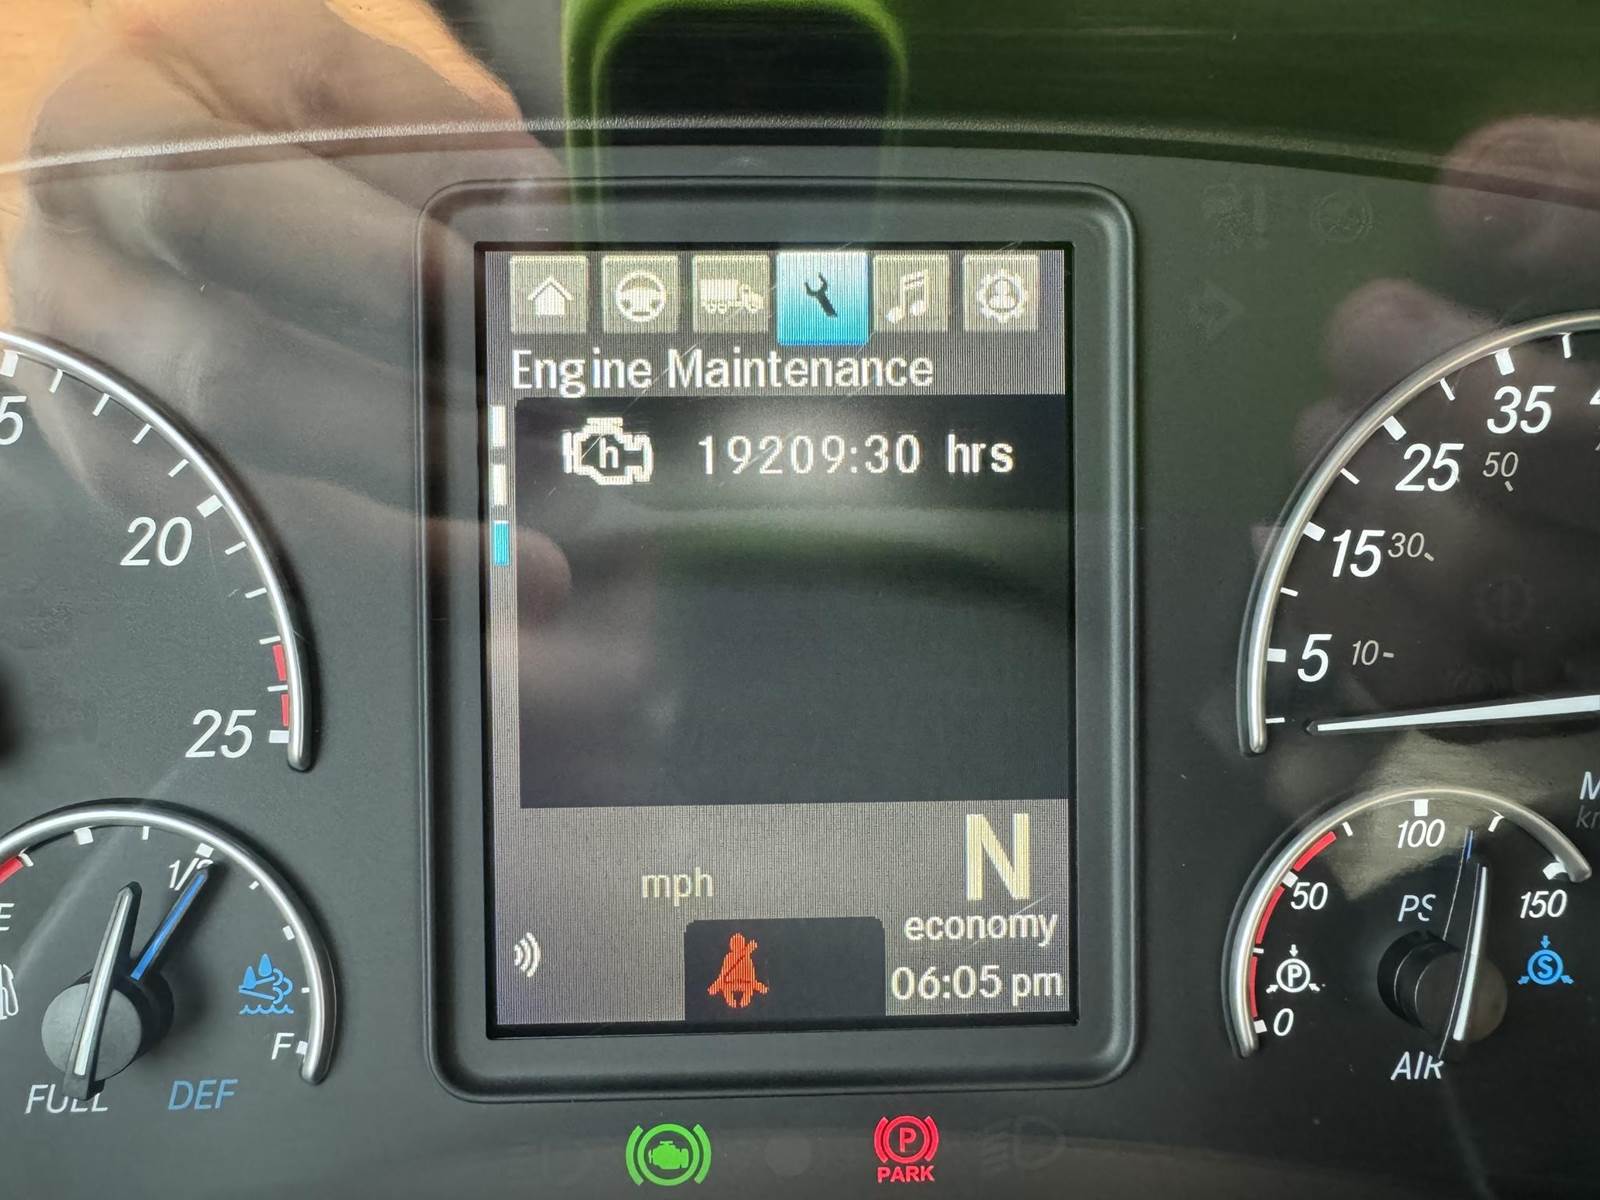 Engine Maintenance
h 19209:30 hrs
5
20
25
1/2
E
F
FUEL
DEF
mph
N
economy
06:05 pm
35
25 50
15 30
5 10
100
50
150
PSI
P
S
0
AIR
P
PARK